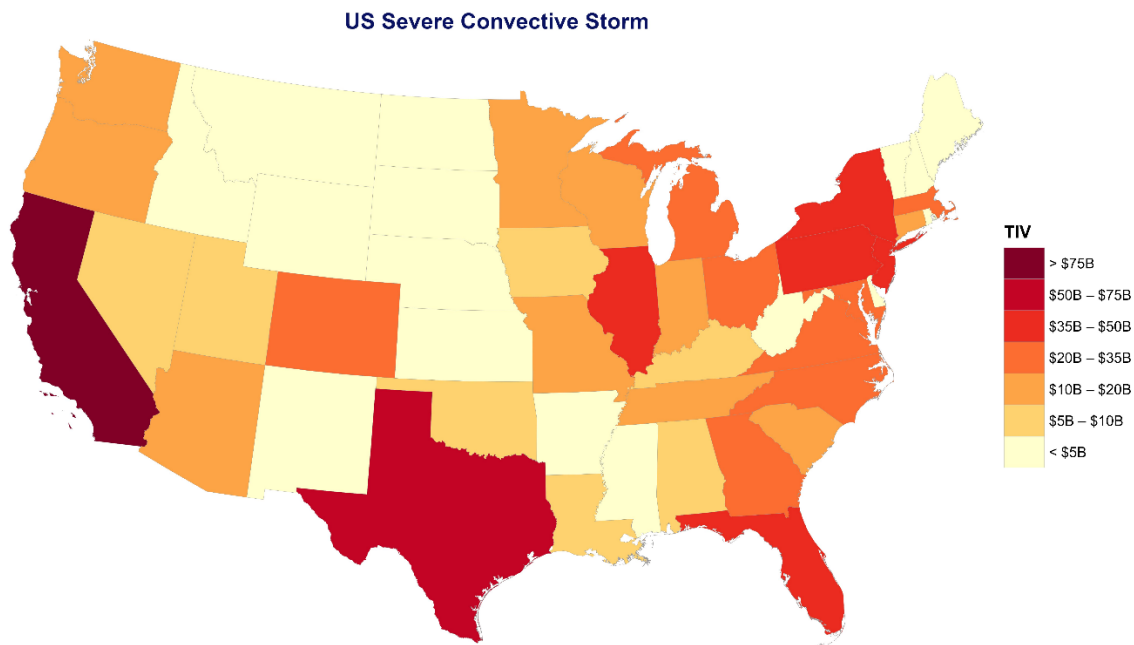 US Severe Convective Storm
TIV
> $75B
$50B – $75B
$35B – $50B
$20B – $35B
$10B – $20B
$5B – $10B
< $5B